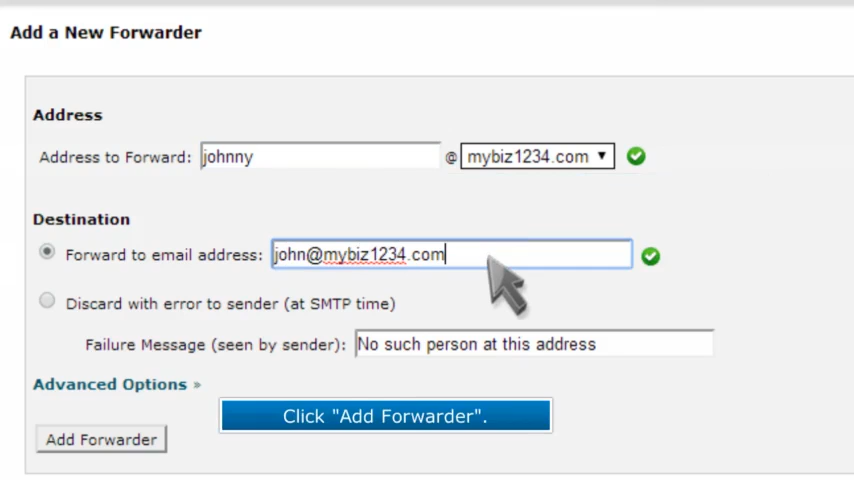 Add a New Forwarder
Address
Address to Forward: johnny @ mybiz1234.com ▼
Destination
Forward to email address: john@mybiz1234.com
Discard with error to sender (at SMTP time)
Failure Message (seen by sender): No such person at this address
Advanced Options »
Click "Add Forwarder".
Add Forwarder